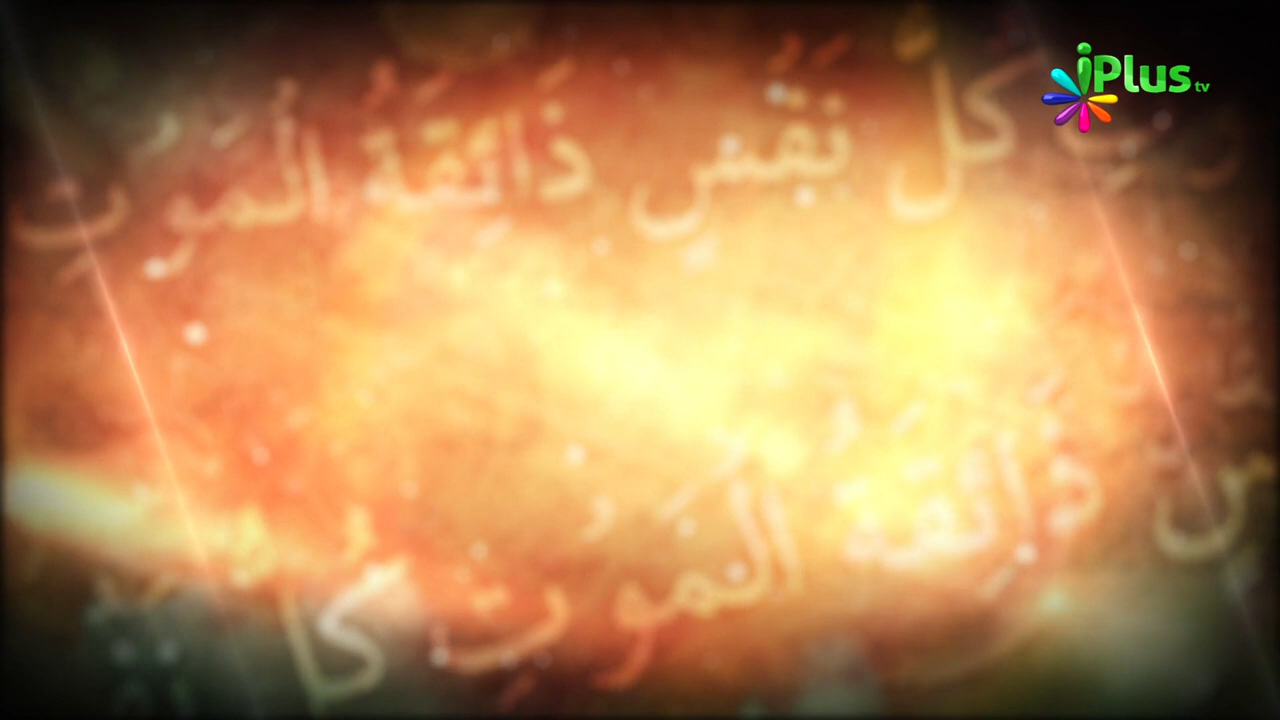 iPlus tv
كُلُّ نَفْسٍ ذَائِقَةُ الْمَوْتِ
ذَائِقَةُ الْمَوْتِ